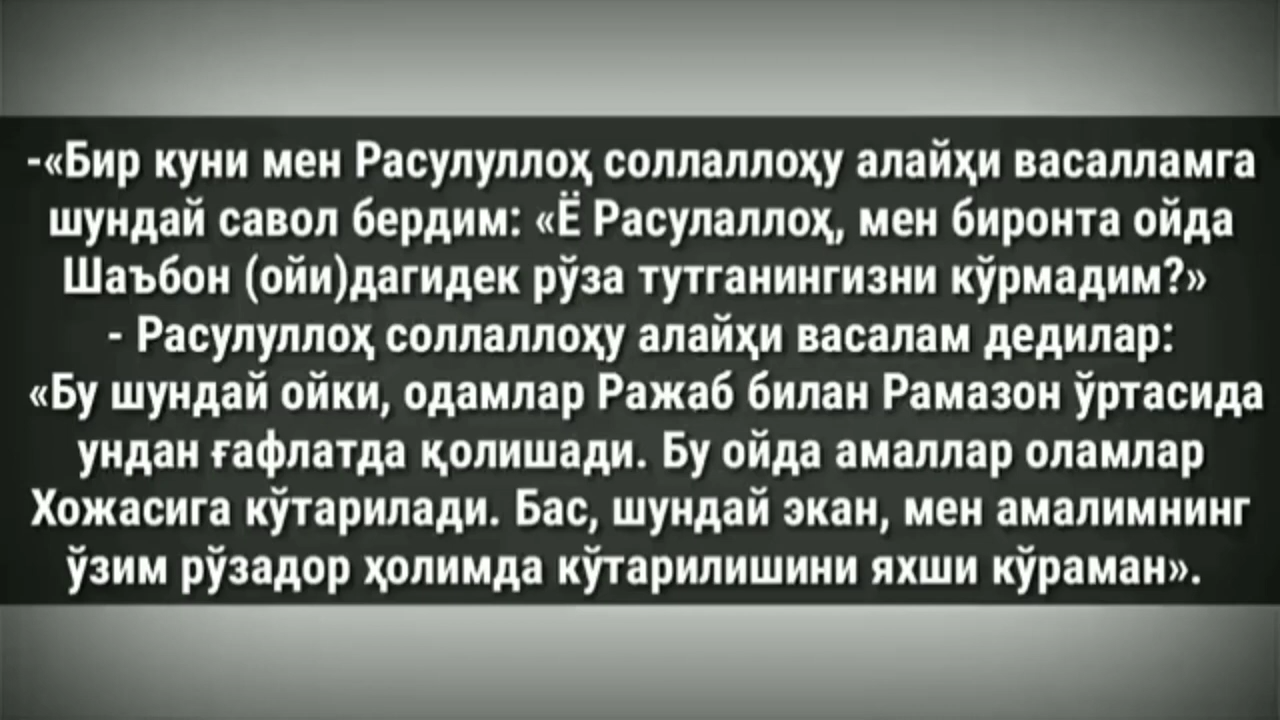 -«Бир куни мен Расулуллоҳ соллаллоҳу алайҳи васалламга
шундай савол бердим: «Ё Расулаллоҳ, мен биронта ойда
Шаъбон (ойи)дагидек рўза тутганингизни кўрмадим?»
- Расулуллоҳ соллаллоҳу алайҳи васалам дедилар:
«Бу шундай ойки, одамлар Ражаб билан Рамазон ўртасида
ундан ғафлатда қолишади. Бу ойда амаллар оламлар
Хожасига кўтарилади. Бас, шундай экан, мен амалимнинг
ўзим рўзадор ҳолимда кўтарилишини яхши кўраман».